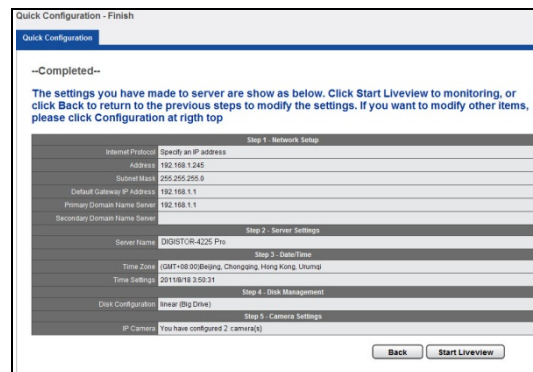 Quick Configuration - Finish
Quick Configuration
--Completed--
The settings you have made to server are show as below. Click Start Liveview to monitoring, or
click Back to return to the previous steps to modify the settings. If you want to modify other items,
please click Configuration at rigth top
Step 1 - Network Setup
Internet Protocol Specify an IP address
Address 192.168.1.245
Subnet Mask 255.255.255.0
Default Gateway IP Address 192.168.1.1
Primary Domain Name Server 192.168.1.1
Secondary Domain Name Server
Step 2 - Server Settings
Server Name DIGISTOR-4225 Pro
Step 3 - Date/Time
Time Zone (GMT+08:00)Beijing, Chongqing, Hong Kong, Urumqi
Time Settings 2011/8/18 3:50:31
Step 4 - Disk Management
Disk Configuration linear (Big Drive)
Step 5 - Camera Settings
IP Camera You have configured 2 camera(s)
Back Start Liveview